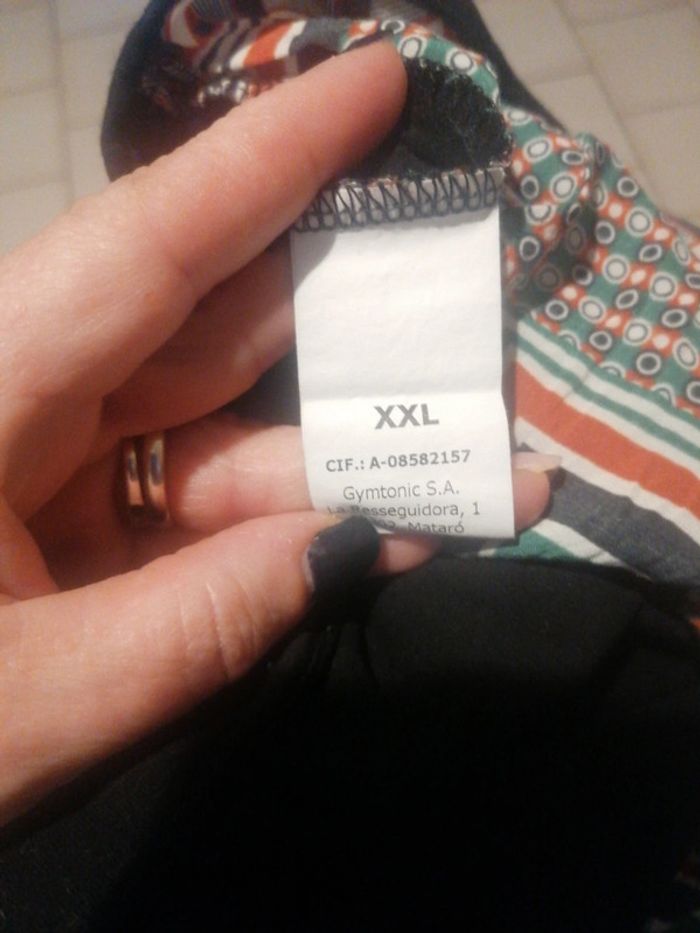 XXL
CIF.: A-08582157
Gymtonic S.A.
La Besseguidora, 1
Mataró